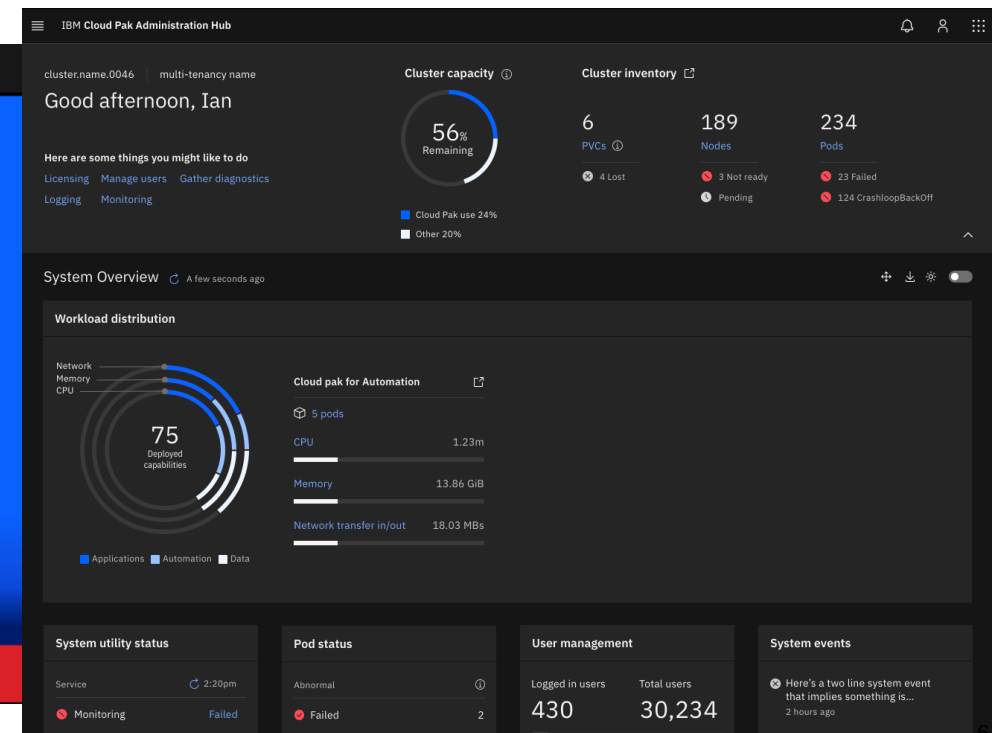 IBM Cloud Pak Administration Hub
cluster.name.0046 multi-tenancy name
Good afternoon, Ian
Here are some things you might like to do
Licensing Manage users Gather diagnostics
Logging Monitoring
Cluster capacity
56%
Remaining
Cloud Pak use 24%
Other 20%
Cluster inventory
6
PVCs
4 Lost
189
Nodes
3 Not ready
Pending
234
Pods
23 Failed
124 CrashloopBackOff
System Overview A few seconds ago
Workload distribution
Network
Memory
CPU
75
Deployed
capabilities
Applications Automation Data
Cloud pak for Automation
5 pods
CPU 1.23m
Memory 13.86 GiB
Network transfer in/out 18.03 MBs
System utility status
Service 2:20pm
Monitoring Failed
Pod status
Abnormal
Failed 2
User management
Logged in users Total users
430 30,234
System events
Here's a two line system event
that implies something is...
2 hours ago